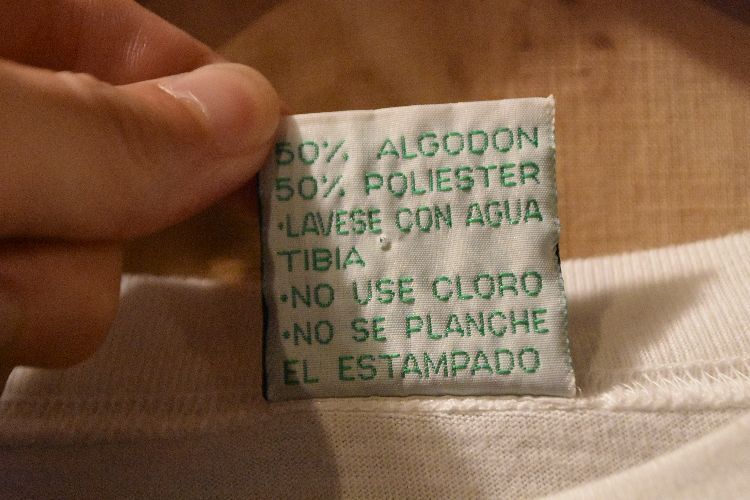 50% ALGODON
50% POLIESTER
•LAVESE CON AGUA
TIBIA
•NO USE CLORO
•NO SE PLANCHE
EL ESTAMPADO